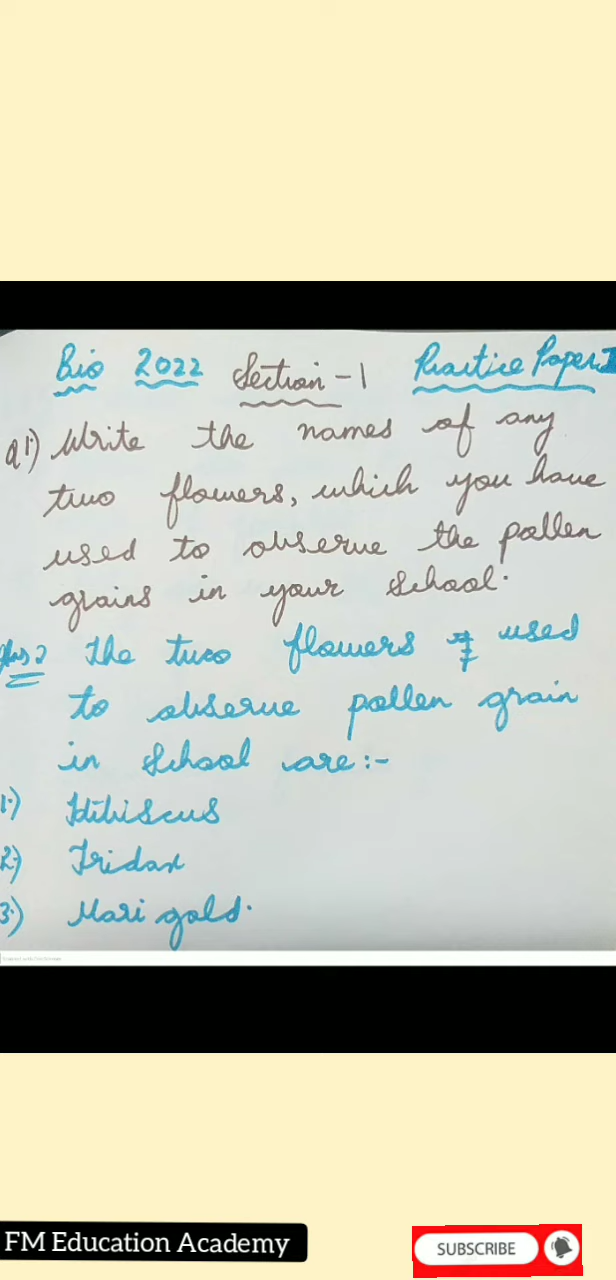 Bio 2022 Section - 1 Practice Paper I
Q1:) Write the names of any
two flowers, which you have
used to observe the pollen
grains in your school.
Ans:) The two flowers used
to observe pollen grain
in school are:-
1:) Hibiscus
2:) Tridax
3:) Mari gold.
FM Education Academy
SUBSCRIBE